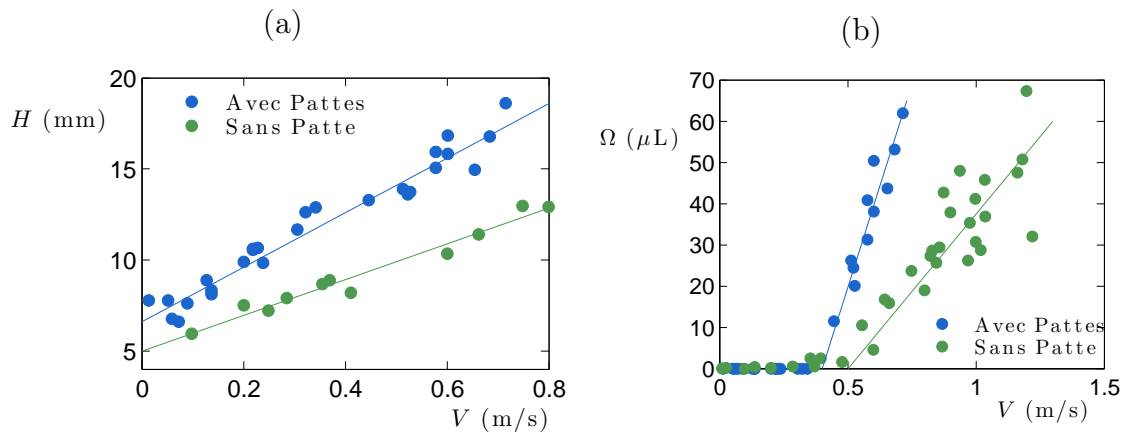 (a)
(b)
20
15
10
5
H (mm)
Avec Pattes
Sans Patte
0 0.2 0.4 0.6 0.8
V (m/s)
70
60
50
40
30
20
10
0
Ω (μL)
Avec Pattes
Sans Patte
0 0.5 1 1.5
V (m/s)